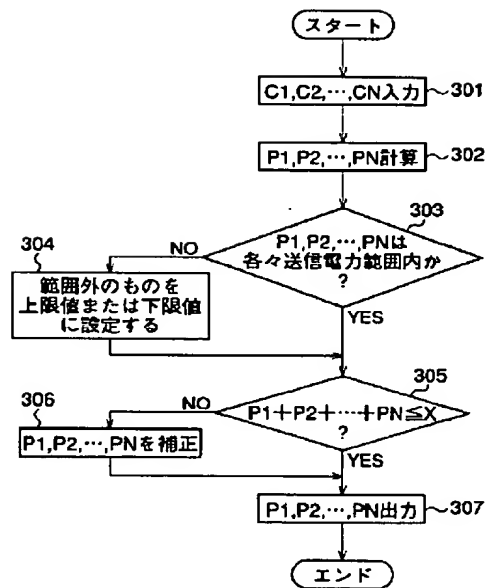 スタート
C1,C2,…,CN入力
301
P1,P2,…,PN計算
302
303
P1,P2,…,PNは
各々送信電力範囲内か
?
304
NO
範囲外のものを
上限値または下限値
に設定する
YES
305
P1+P2+……+PN≦X
?
306
NO
P1,P2,…,PNを補正
YES
P1,P2,…,PN出力
307
エンド